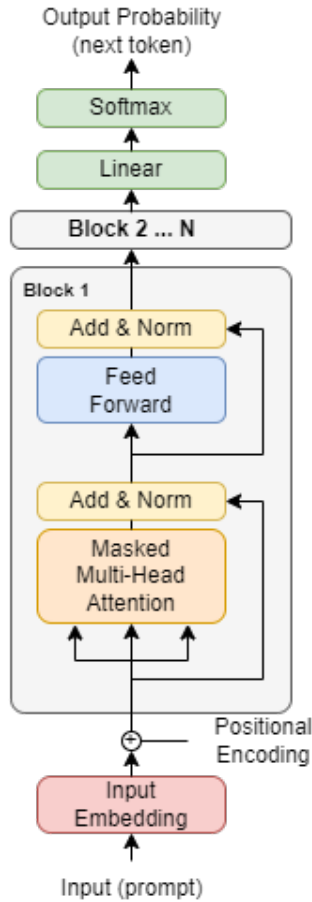 Output Probability
(next token)
Softmax
Linear
Block 2 ... N
Block 1
Add & Norm
Feed
Forward
Add & Norm
Masked
Multi-Head
Attention
+
Positional
Encoding
Input
Embedding
Input (prompt)